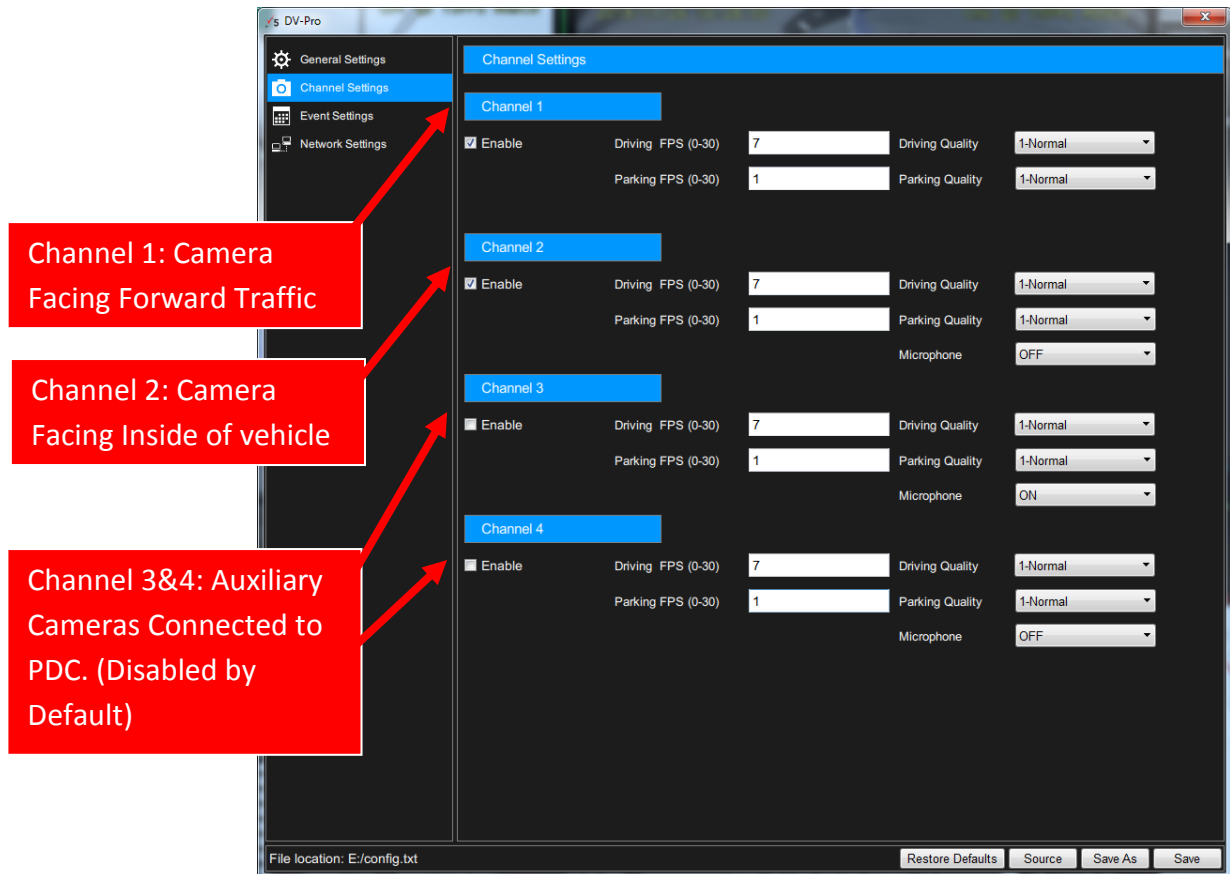 DV-Pro
General Settings
Channel Settings
Event Settings
Network Settings
Channel Settings
Channel 1
Enable Driving FPS (0-30) 7 Driving Quality 1-Normal
Parking FPS (0-30) 1 Parking Quality 1-Normal
Channel 2
Enable Driving FPS (0-30) 7 Driving Quality 1-Normal
Parking FPS (0-30) 1 Parking Quality 1-Normal
Microphone OFF
Channel 3
Enable Driving FPS (0-30) 7 Driving Quality 1-Normal
Parking FPS (0-30) 1 Parking Quality 1-Normal
Microphone ON
Channel 4
Enable Driving FPS (0-30) 7 Driving Quality 1-Normal
Parking FPS (0-30) 1 Parking Quality 1-Normal
Microphone OFF
Channel 1: Camera
Facing Forward Traffic
Channel 2: Camera
Facing Inside of vehicle
Channel 3&4: Auxiliary
Cameras Connected to
PDC. (Disabled by
Default)
File location: E:/config.txt Restore Defaults Source Save As Save